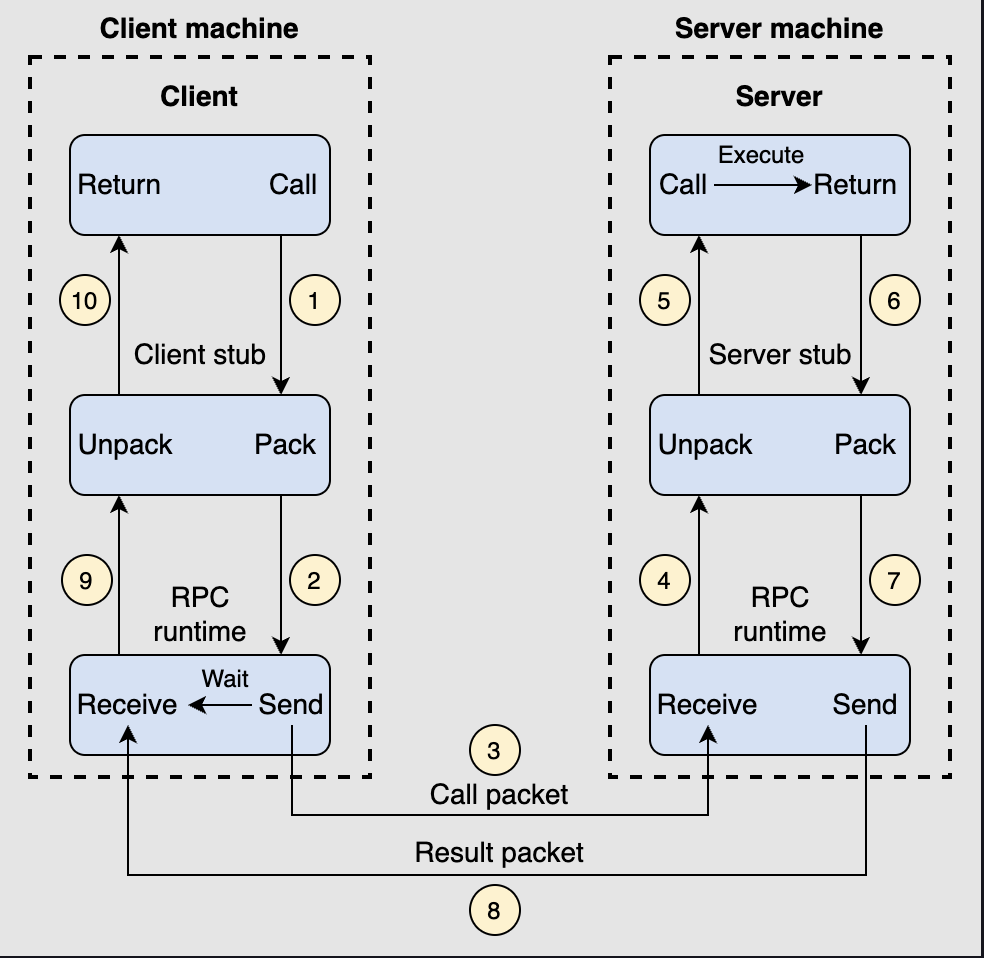 Client machine
Server machine
Client
Server
Return
Call
Execute
Call
Return
10
1
5
6
Client stub
Server stub
Unpack
Pack
Unpack
Pack
9
2
4
7
RPC
runtime
RPC
runtime
Wait
Receive
Send
Receive
Send
3
Call packet
Result packet
8